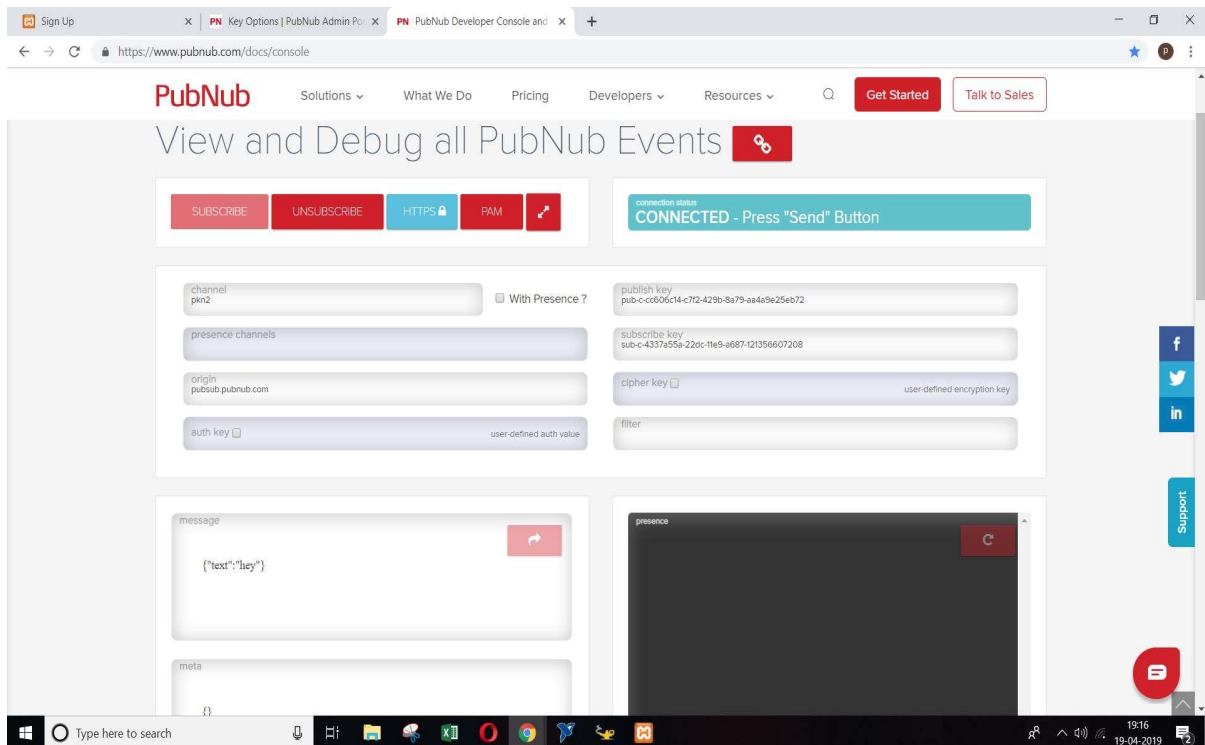 Sign Up
PN Key Options | PubNub Admin Po
PN PubNub Developer Console and
https://www.pubnub.com/docs/console
PubNub Solutions What We Do Pricing Developers Resources Get Started Talk to Sales
View and Debug all PubNub Events
SUBSCRIBE UNSUBSCRIBE HTTPS PAM
connection status
CONNECTED - Press "Send" Button
channel
pkn2
With Presence ?
publish key
pub-c-cc606c14-c7f2-429b-8a79-aa4a9e25eb72
presence channels
subscribe key
sub-c-4337a55a-22dc-11e9-a687-121356607208
origin
pubsub.pubnub.com
cipher key user-defined encryption key
auth key user-defined auth value
filter
message
{"text":"hey"}
presence
meta
{}
f
in
Support
Type here to search
19:16
19-04-2019